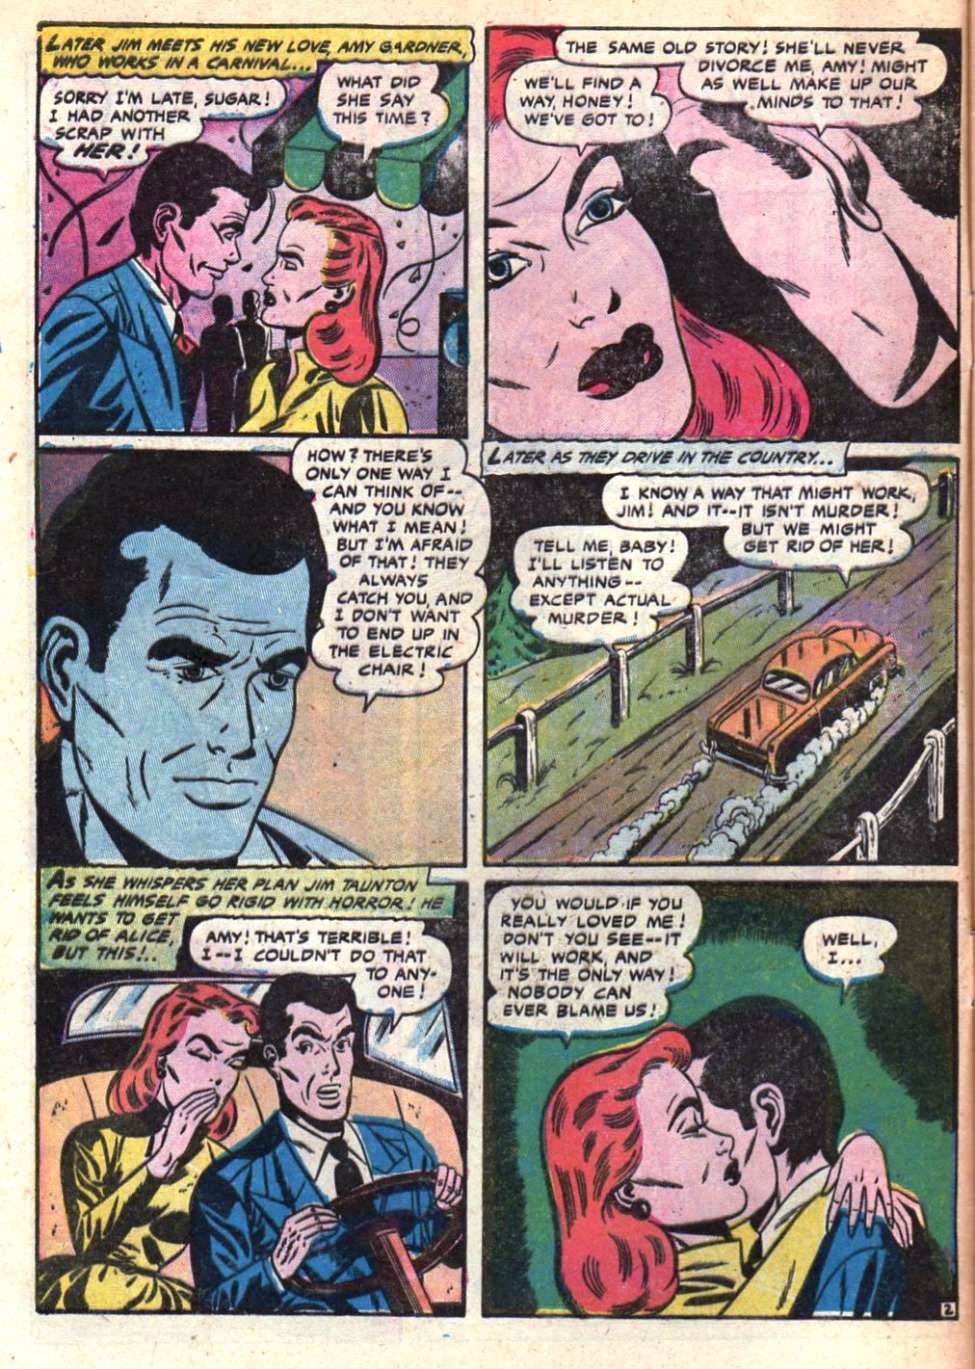 LATER JIM MEETS HIS NEW LOVE, AMY GARDNER,
WHO WORKS IN A CARNIVAL...
SORRY I'M LATE, SUGAR!
I HAD ANOTHER
SCRAP WITH
HER!
WHAT DID
SHE SAY
THIS TIME?
THE SAME OLD STORY! SHE'LL NEVER
DIVORCE ME, AMY! MIGHT
AS WELL MAKE UP OUR
MINDS TO THAT!
WE'LL FIND A
WAY, HONEY!
WE'VE GOT TO!
HOW? THERE'S
ONLY ONE WAY I
CAN THINK OF--
AND YOU KNOW
WHAT I MEAN!
BUT I'M AFRAID
OF THAT! THEY
ALWAYS
CATCH YOU, AND
I DON'T WANT
TO END UP IN
THE ELECTRIC
CHAIR!
LATER AS THEY DRIVE IN THE COUNTRY...
I KNOW A WAY THAT MIGHT WORK,
JIM! AND IT--IT ISN'T MURDER!
BUT WE MIGHT
GET RID OF HER!
TELL ME, BABY!
I'LL LISTEN TO
ANYTHING--
EXCEPT ACTUAL
MURDER!
AS SHE WHISPERS HER PLAN JIM TAUNTON
FEELS HIMSELF GO RIGID WITH HORROR! HE
WANTS TO GET
RID OF ALICE,
BUT THIS!..
AMY! THAT'S TERRIBLE!
I--I COULDN'T DO THAT
TO ANY-
ONE!
YOU WOULD IF YOU
REALLY LOVED ME!
DON'T YOU SEE--IT
WILL WORK, AND
IT'S THE ONLY WAY!
NOBODY CAN
EVER BLAME US!
WELL,
I...
2